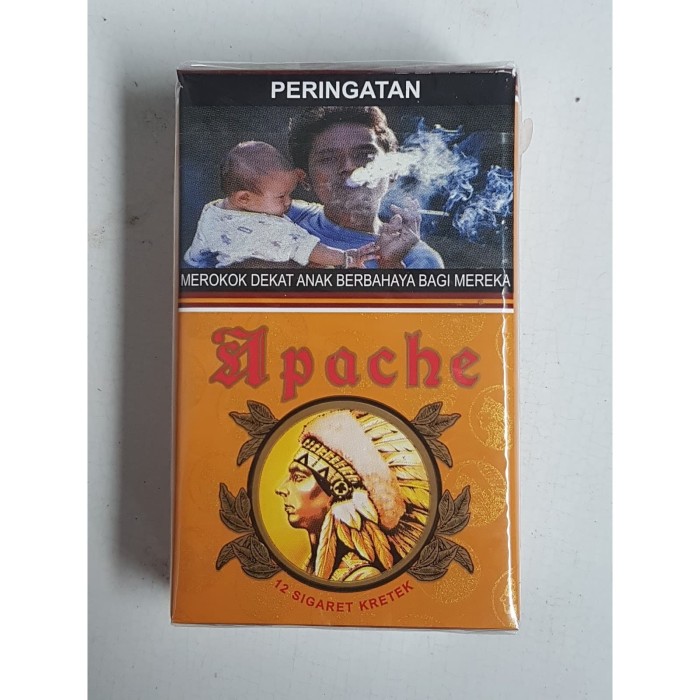 PERINGATAN
MEROKOK DEKAT ANAK BERBAHAYA BAGI MEREKA
Apache
12 SIGARET KRETEK